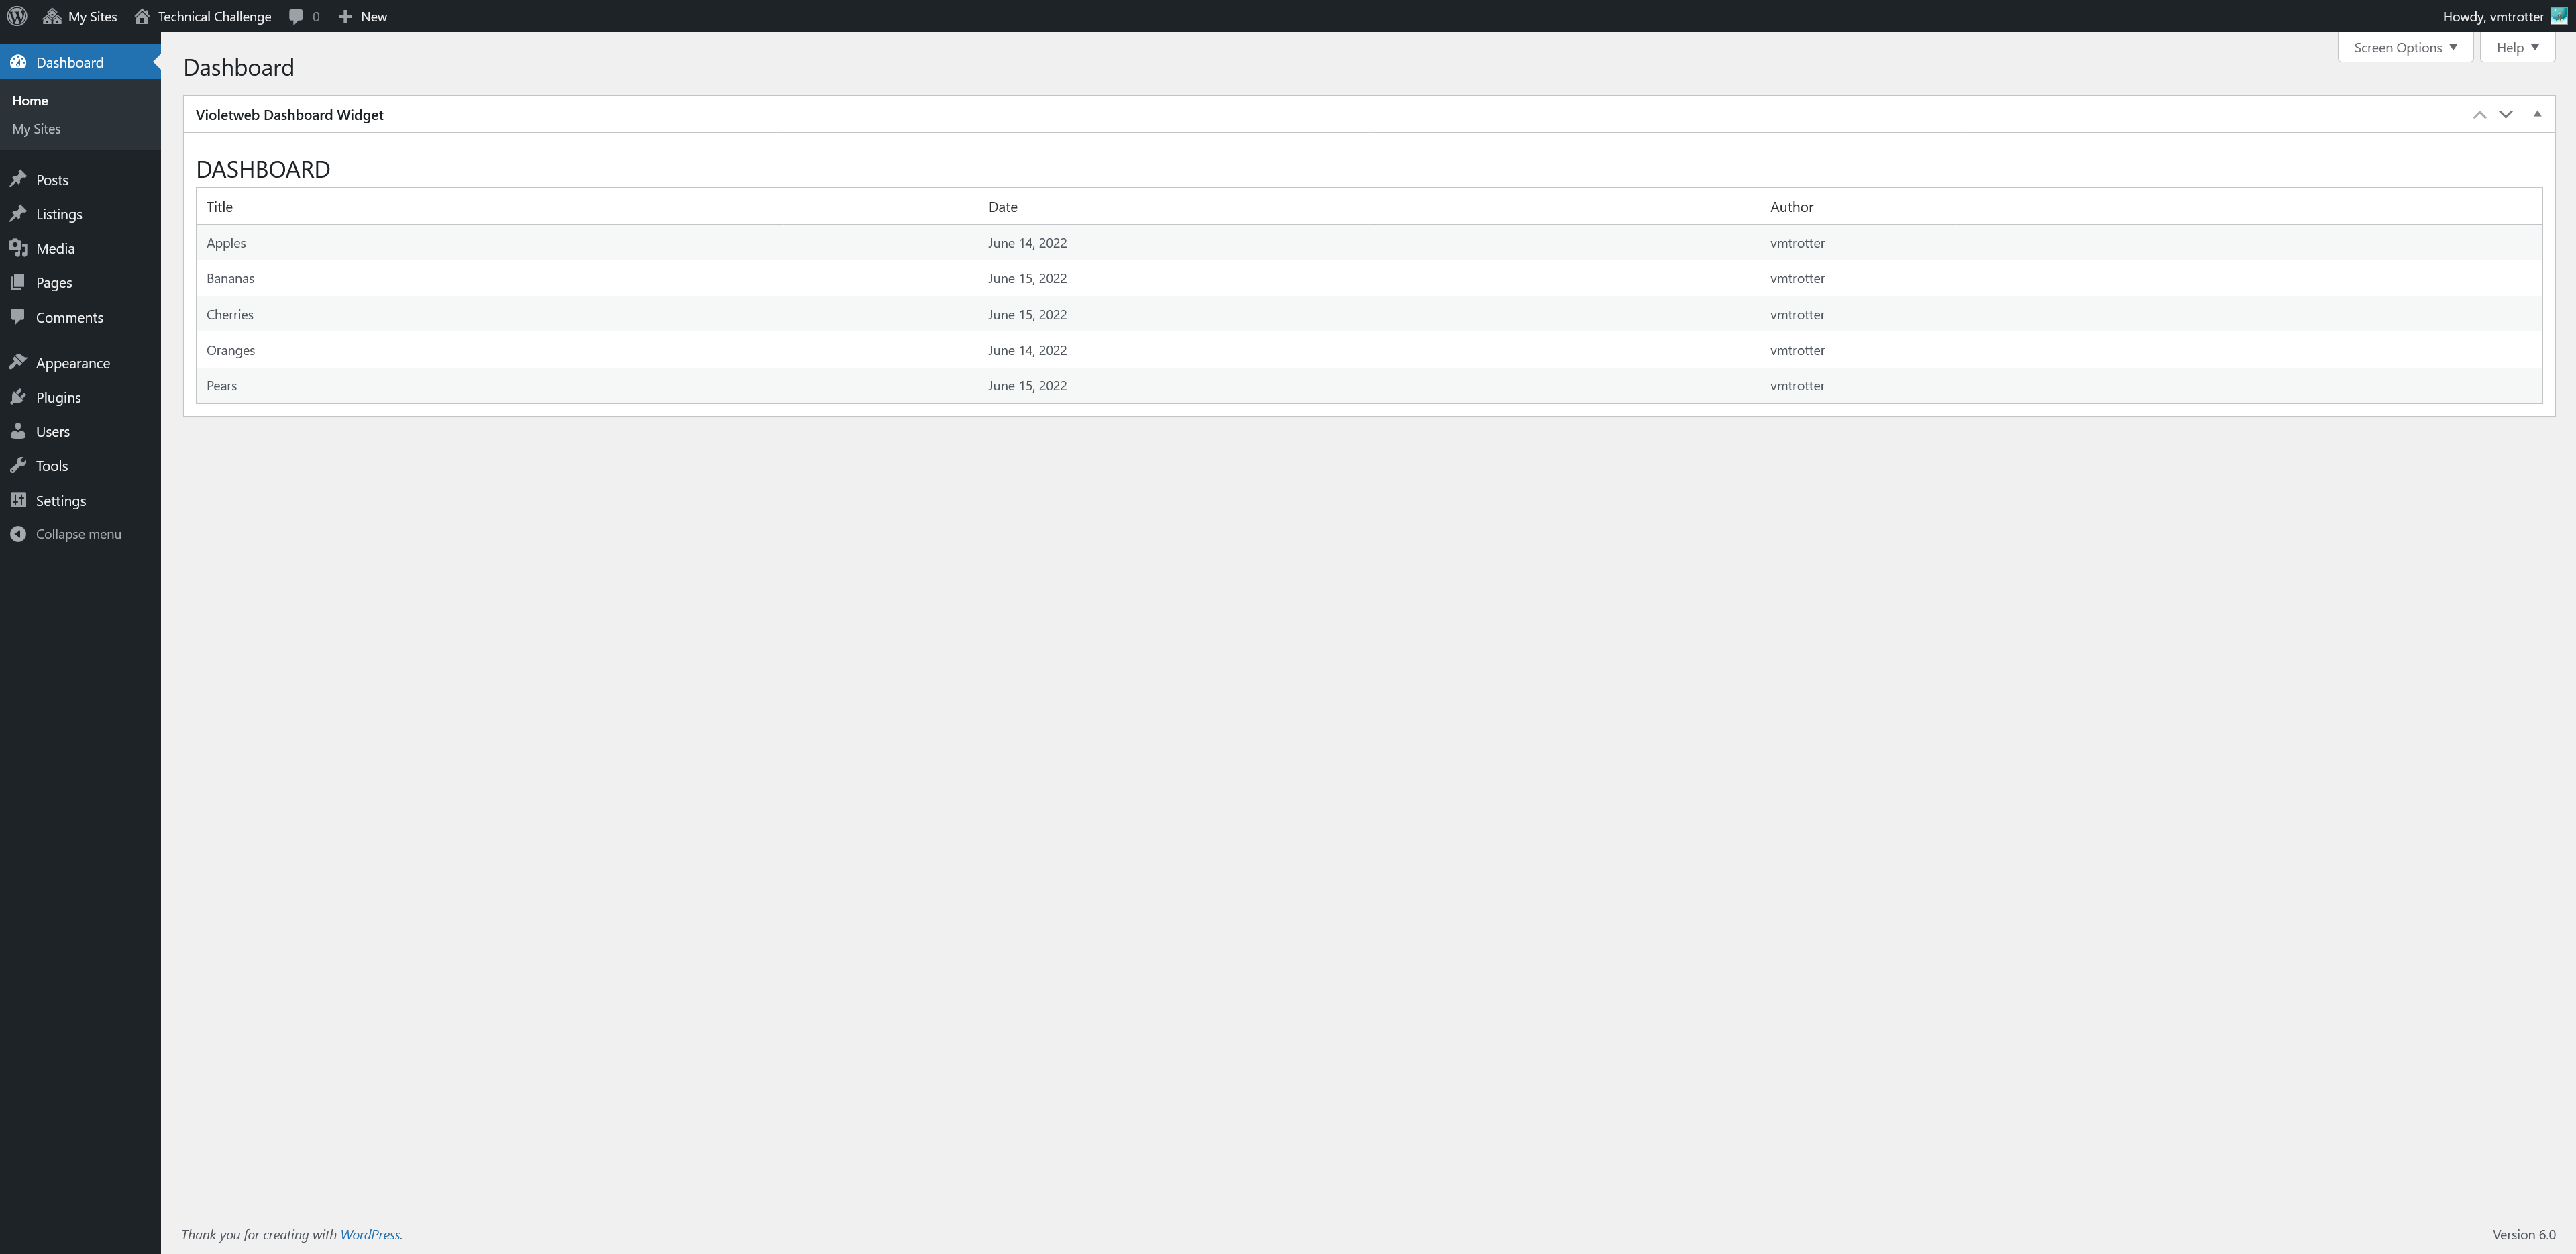 My Sites Technical Challenge 0 New Howdy, vmtrotter
Screen Options Help
Dashboard
Home
My Sites
Posts
Listings
Media
Pages
Comments
Appearance
Plugins
Users
Tools
Settings
Collapse menu
Dashboard
Violetweb Dashboard Widget
DASHBOARD
Title Date Author
Apples June 14, 2022 vmtrotter
Bananas June 15, 2022 vmtrotter
Cherries June 15, 2022 vmtrotter
Oranges June 14, 2022 vmtrotter
Pears June 15, 2022 vmtrotter
Thank you for creating with WordPress. Version 6.0